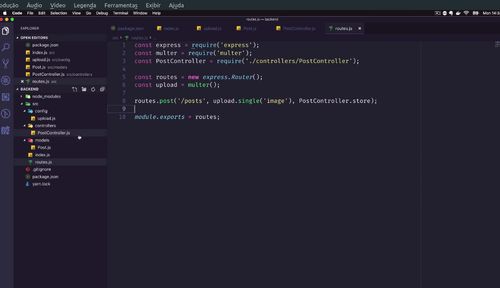 rodução Áudio Vídeo Legendas Ferramentas Exibir Ajuda
Code File Edit Selection View Go Debug Terminal Window Help
routes.js — backend
EXPLORER
OPEN EDITORS
package.json
index.js src
upload.js src/config
Post.js src/models
PostController.js src/controllers
routes.js src
BACKEND
node_modules
src
config
upload.js
controllers
PostController.js
models
Post.js
index.js
routes.js
.gitignore
package.json
yarn.lock
package.json index.js upload.js Post.js PostController.js routes.js
src routes.js
1 const express = require('express');
2 const multer = require('multer');
3 const PostController = require('./controllers/PostController');
4
5 const routes = new express.Router();
6 const upload = multer();
7
8 routes.post('/posts', upload.single('image'), PostController.store);
9
10 module.exports = routes;